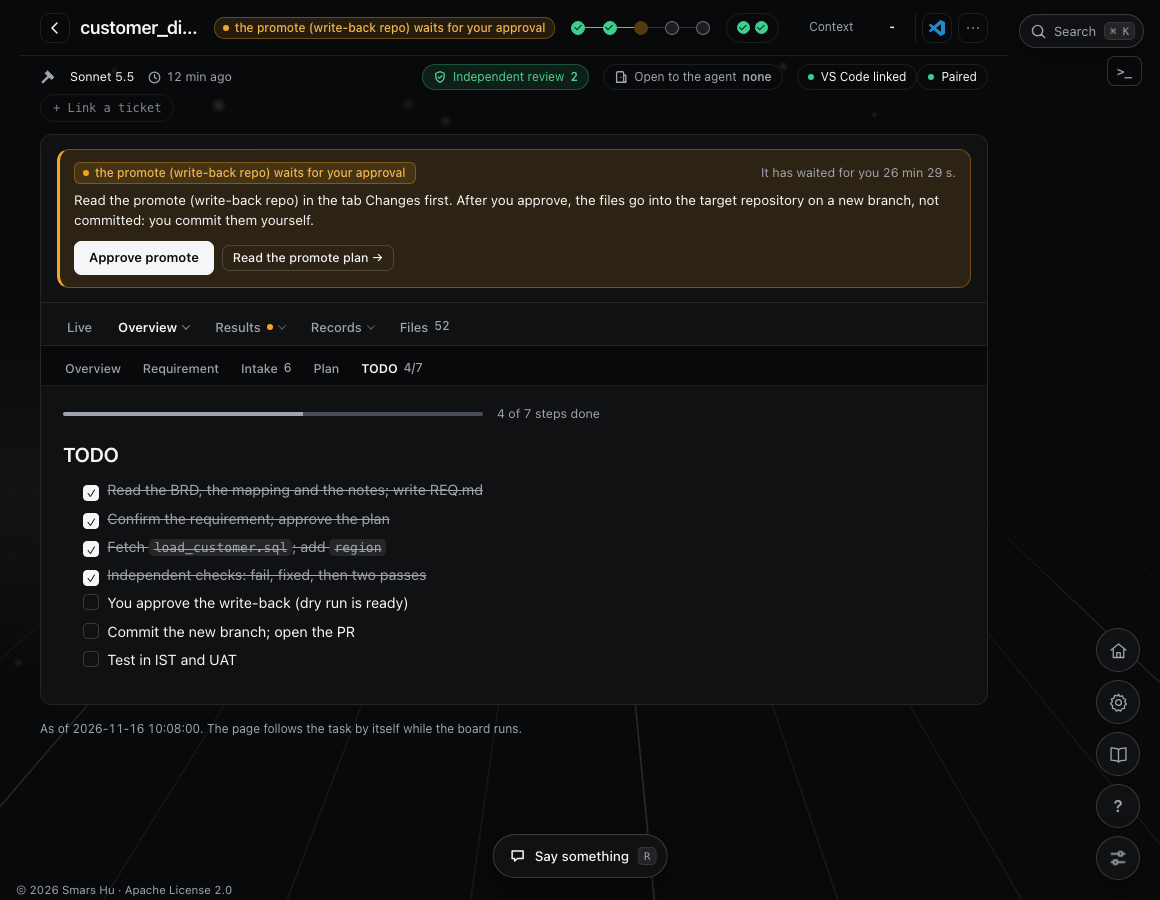 customer_di...
the promote (write-back repo) waits for your approval
Context
-
Search ⌘ K
Sonnet 5.5
12 min ago
Independent review 2
Open to the agent none
VS Code linked
Paired
>_
+ Link a ticket
the promote (write-back repo) waits for your approval
It has waited for you 26 min 29 s.
Read the promote (write-back repo) in the tab Changes first. After you approve, the files go into the target repository on a new branch, not
committed: you commit them yourself.
Approve promote
Read the promote plan →
Live
Overview
Results
Records
Files 52
Overview
Requirement
Intake 6
Plan
TODO 4/7
4 of 7 steps done
TODO
Read the BRD, the mapping and the notes; write REQ.md
Confirm the requirement; approve the plan
Fetch load_customer.sql; add region
Independent checks: fail, fixed, then two passes
You approve the write-back (dry run is ready)
Commit the new branch; open the PR
Test in IST and UAT
As of 2026-11-16 10:08:00. The page follows the task by itself while the board runs.
?
Say something R
© 2026 Smars Hu · Apache License 2.0